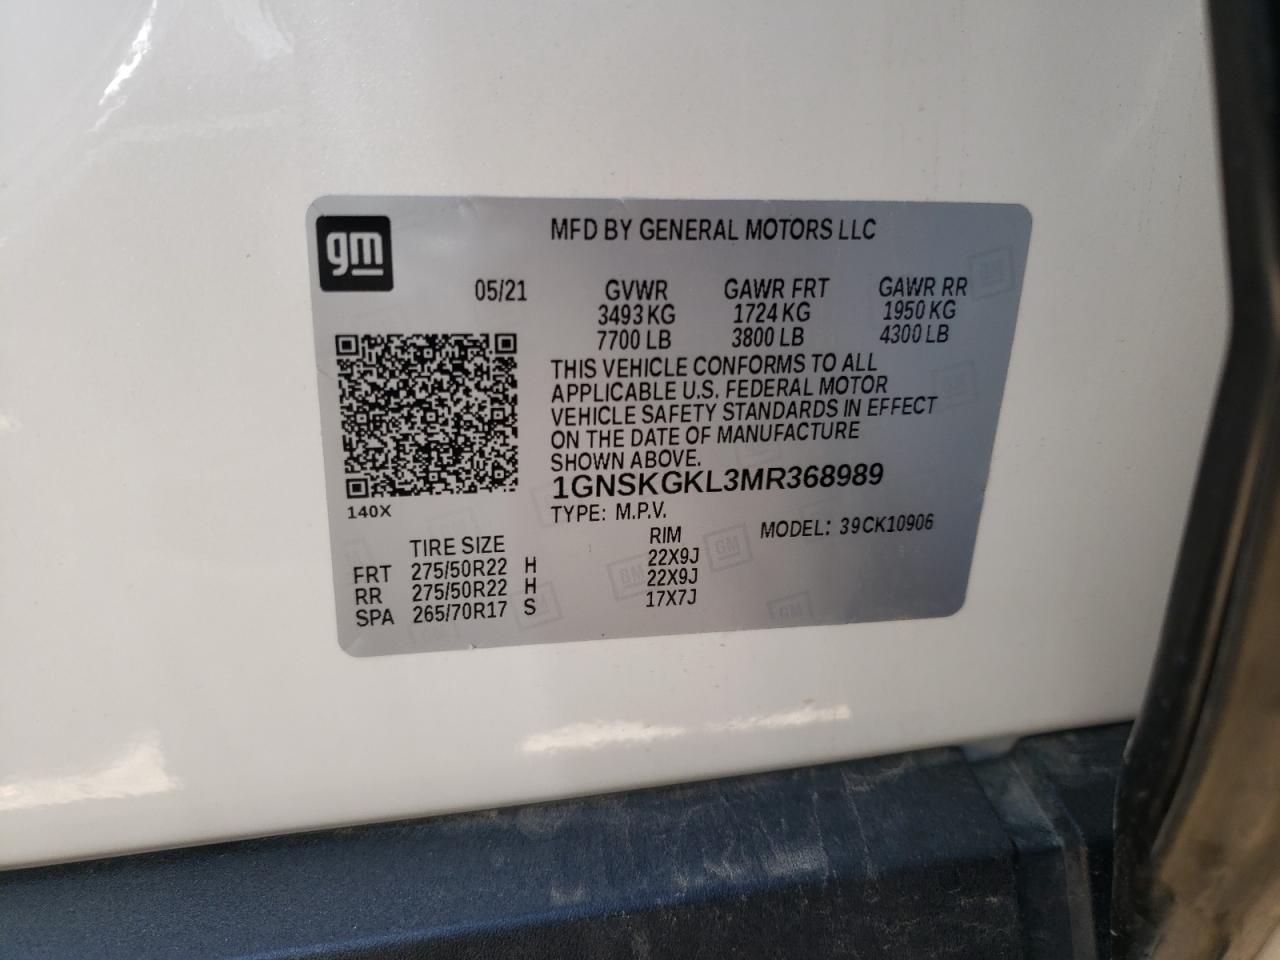 gm
MFD BY GENERAL MOTORS LLC
05/21 GVWR GAWR FRT GAWR RR
3493 KG 1724 KG 1950 KG
7700 LB 3800 LB 4300 LB
THIS VEHICLE CONFORMS TO ALL
APPLICABLE U.S. FEDERAL MOTOR
VEHICLE SAFETY STANDARDS IN EFFECT
ON THE DATE OF MANUFACTURE
SHOWN ABOVE.
1GNSKGKL3MR368989
140X
TYPE: M.P.V. MODEL: 39CK10906
TIRE SIZE RIM
FRT 275/50R22 H 22X9J
RR 275/50R22 H 22X9J
SPA 265/70R17 S 17X7J